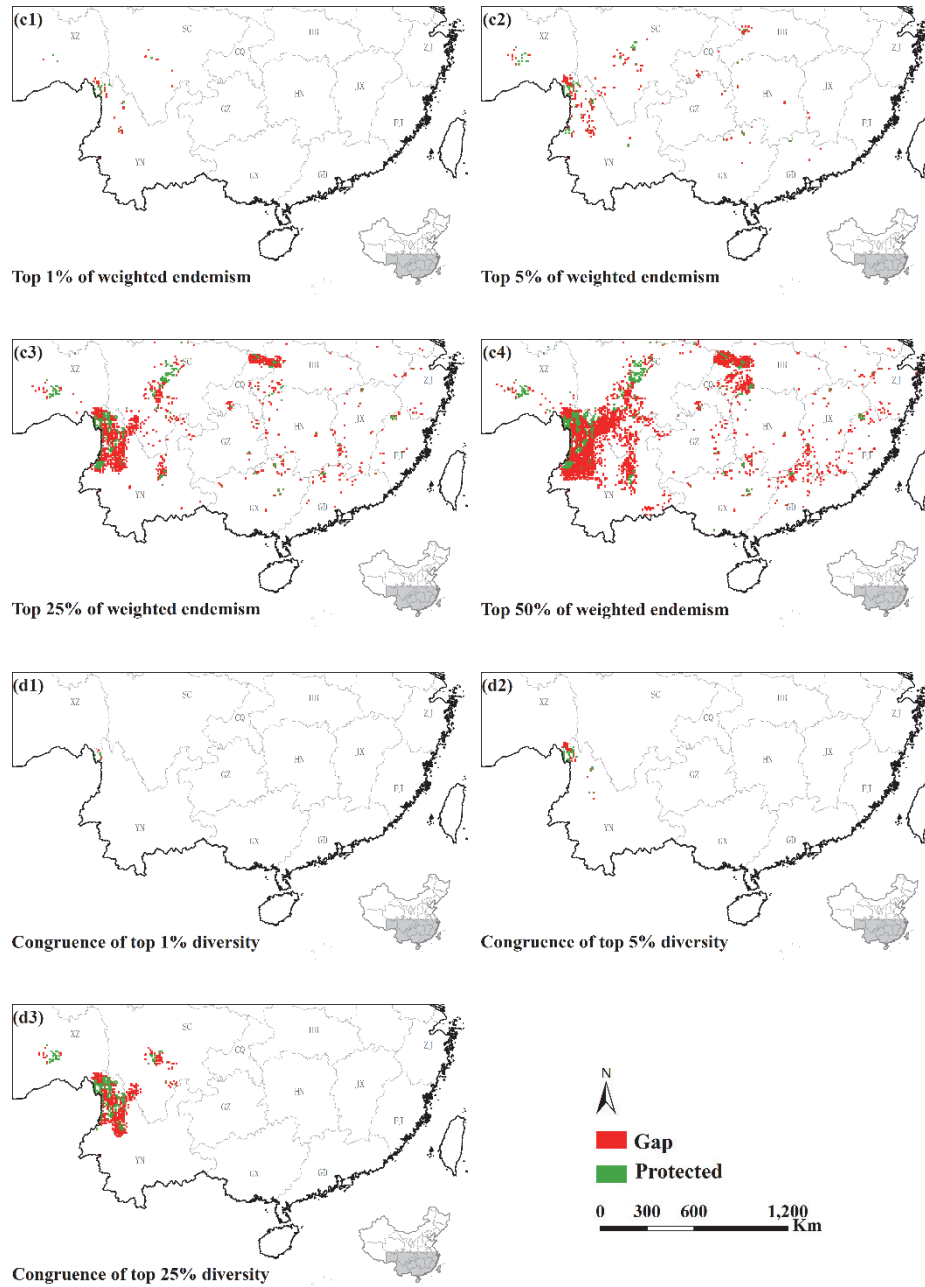 (c1)
XZ
SC
HB
CQ
ZJ
GZ
HN
JX
FJ
YN
GX
GD
Top 1% of weighted endemism
(c2)
XZ
SC
HB
CQ
ZJ
GZ
HN
JX
FJ
YN
GX
GD
Top 5% of weighted endemism
(c3)
XZ
SC
HB
CQ
ZJ
GZ
HN
JX
FJ
YN
GX
GD
Top 25% of weighted endemism
(c4)
XZ
SC
HB
CQ
ZJ
GZ
HN
JX
FJ
YN
GX
GD
Top 50% of weighted endemism
(d1)
XZ
SC
HB
CQ
ZJ
GZ
HN
JX
FJ
YN
GX
GD
Congruence of top 1% diversity
(d2)
XZ
SC
HB
CQ
ZJ
GZ
HN
JX
FJ
YN
GX
GD
Congruence of top 5% diversity
(d3)
XZ
SC
HB
CQ
ZJ
GZ
HN
JX
FJ
YN
GX
GD
Congruence of top 25% diversity
N
Gap
Protected
0 300 600 1,200
Km